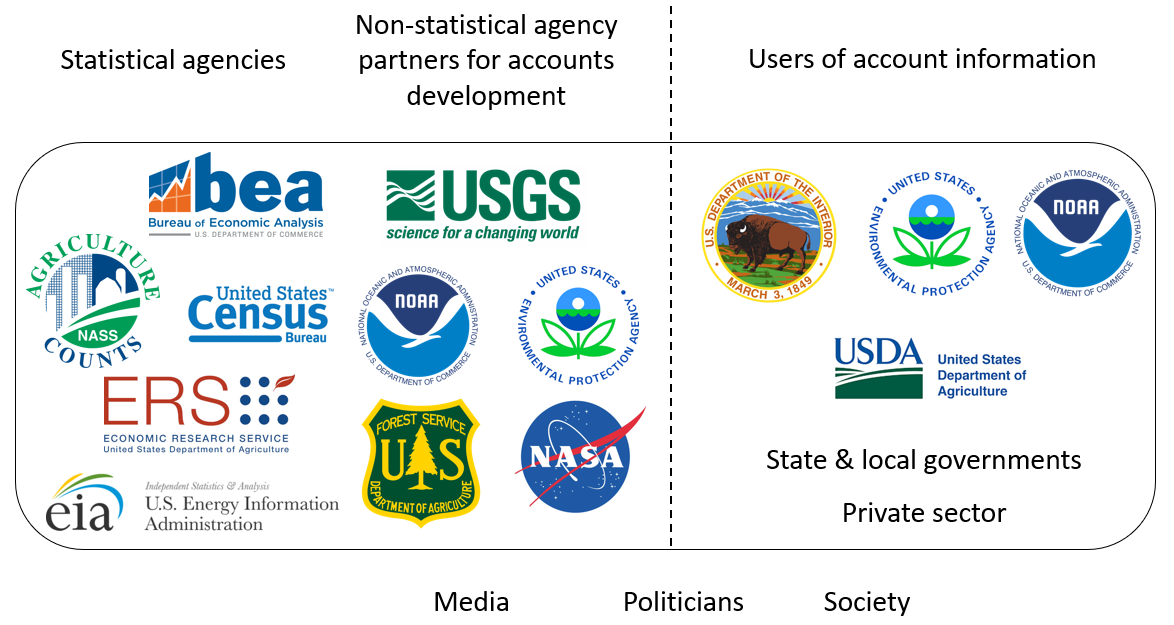 Statistical agencies
Non-statistical agency
partners for accounts
development
Users of account information
bea
Bureau of Economic Analysis
U.S. DEPARTMENT OF COMMERCE
AGRICULTURE
NASS
COUNTS
United States™
Census
Bureau
ERS
ECONOMIC RESEARCH SERVICE
United States Department of Agriculture
eia
Independent Statistics & Analysis
U.S. Energy Information
Administration
USGS
science for a changing world
NATIONAL OCEANIC AND ATMOSPHERIC ADMINISTRATION
NOAA
U.S. DEPARTMENT OF COMMERCE
UNITED STATES
ENVIRONMENTAL PROTECTION AGENCY
FOREST SERVICE
U S
DEPARTMENT OF AGRICULTURE
NASA
U.S. DEPARTMENT OF THE INTERIOR
MARCH 3, 1849
UNITED STATES
ENVIRONMENTAL PROTECTION AGENCY
NATIONAL OCEANIC AND ATMOSPHERIC ADMINISTRATION
NOAA
U.S. DEPARTMENT OF COMMERCE
USDA
United States
Department of
Agriculture
State & local governments
Private sector
Media
Politicians
Society